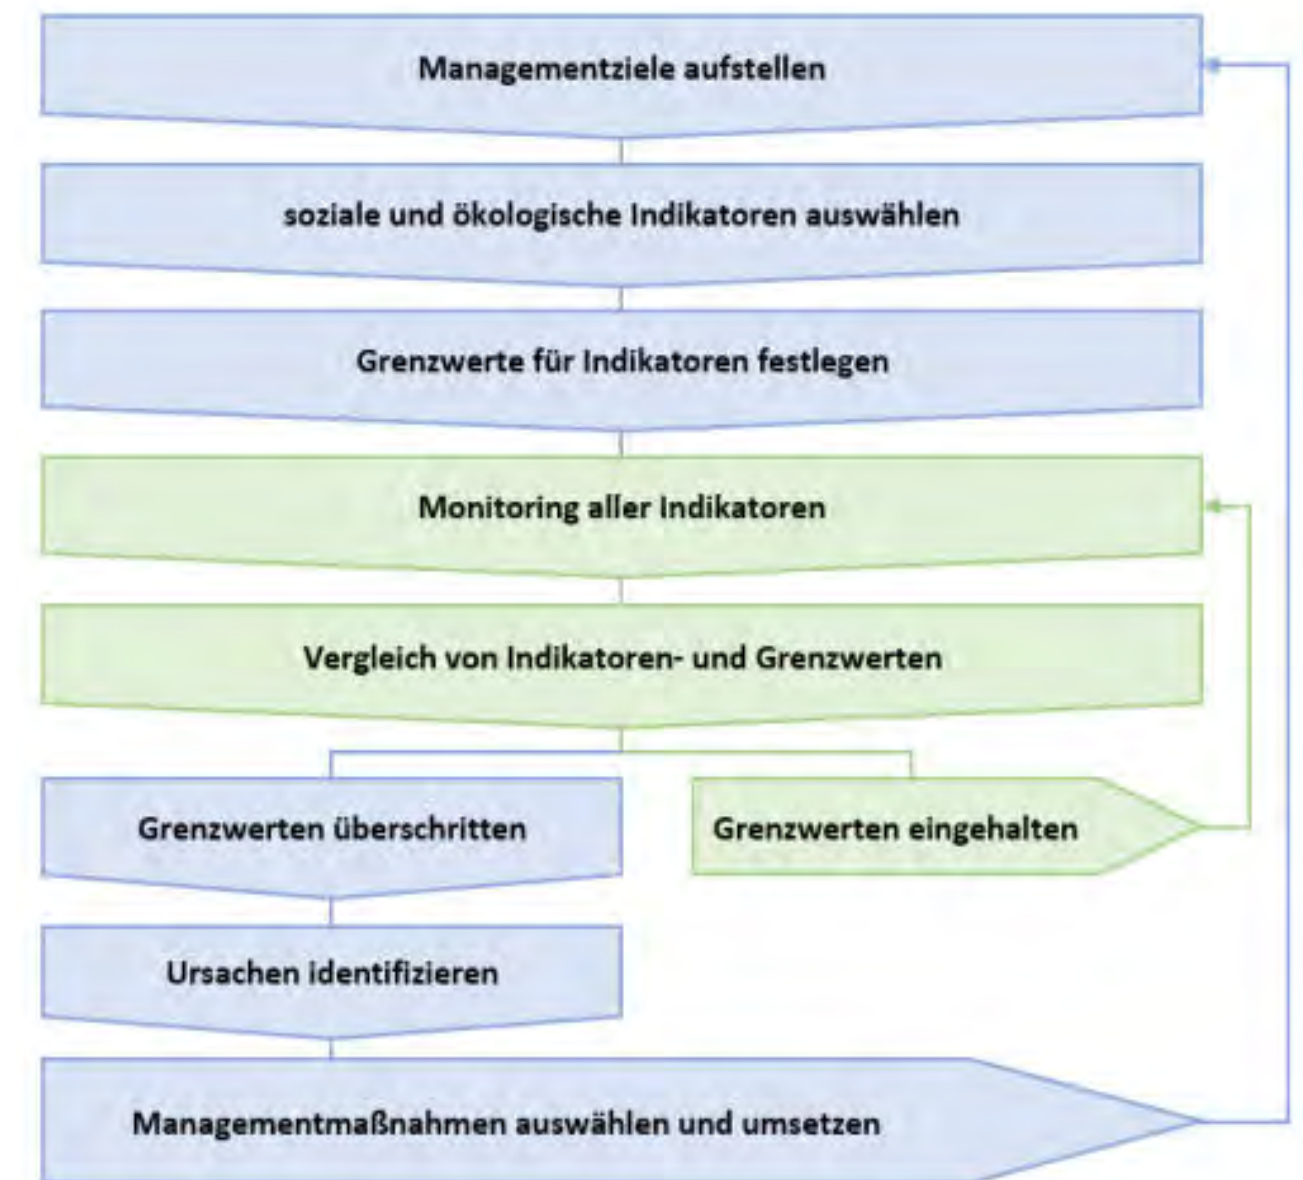 Managementziele aufstellen
soziale und ökologische Indikatoren auswählen
Grenzwerte für Indikatoren festlegen
Monitoring aller Indikatoren
Vergleich von Indikatoren- und Grenzwerten
Grenzwerten überschritten
Grenzwerten eingehalten
Ursachen identifizieren
Managementmaßnahmen auswählen und umsetzen